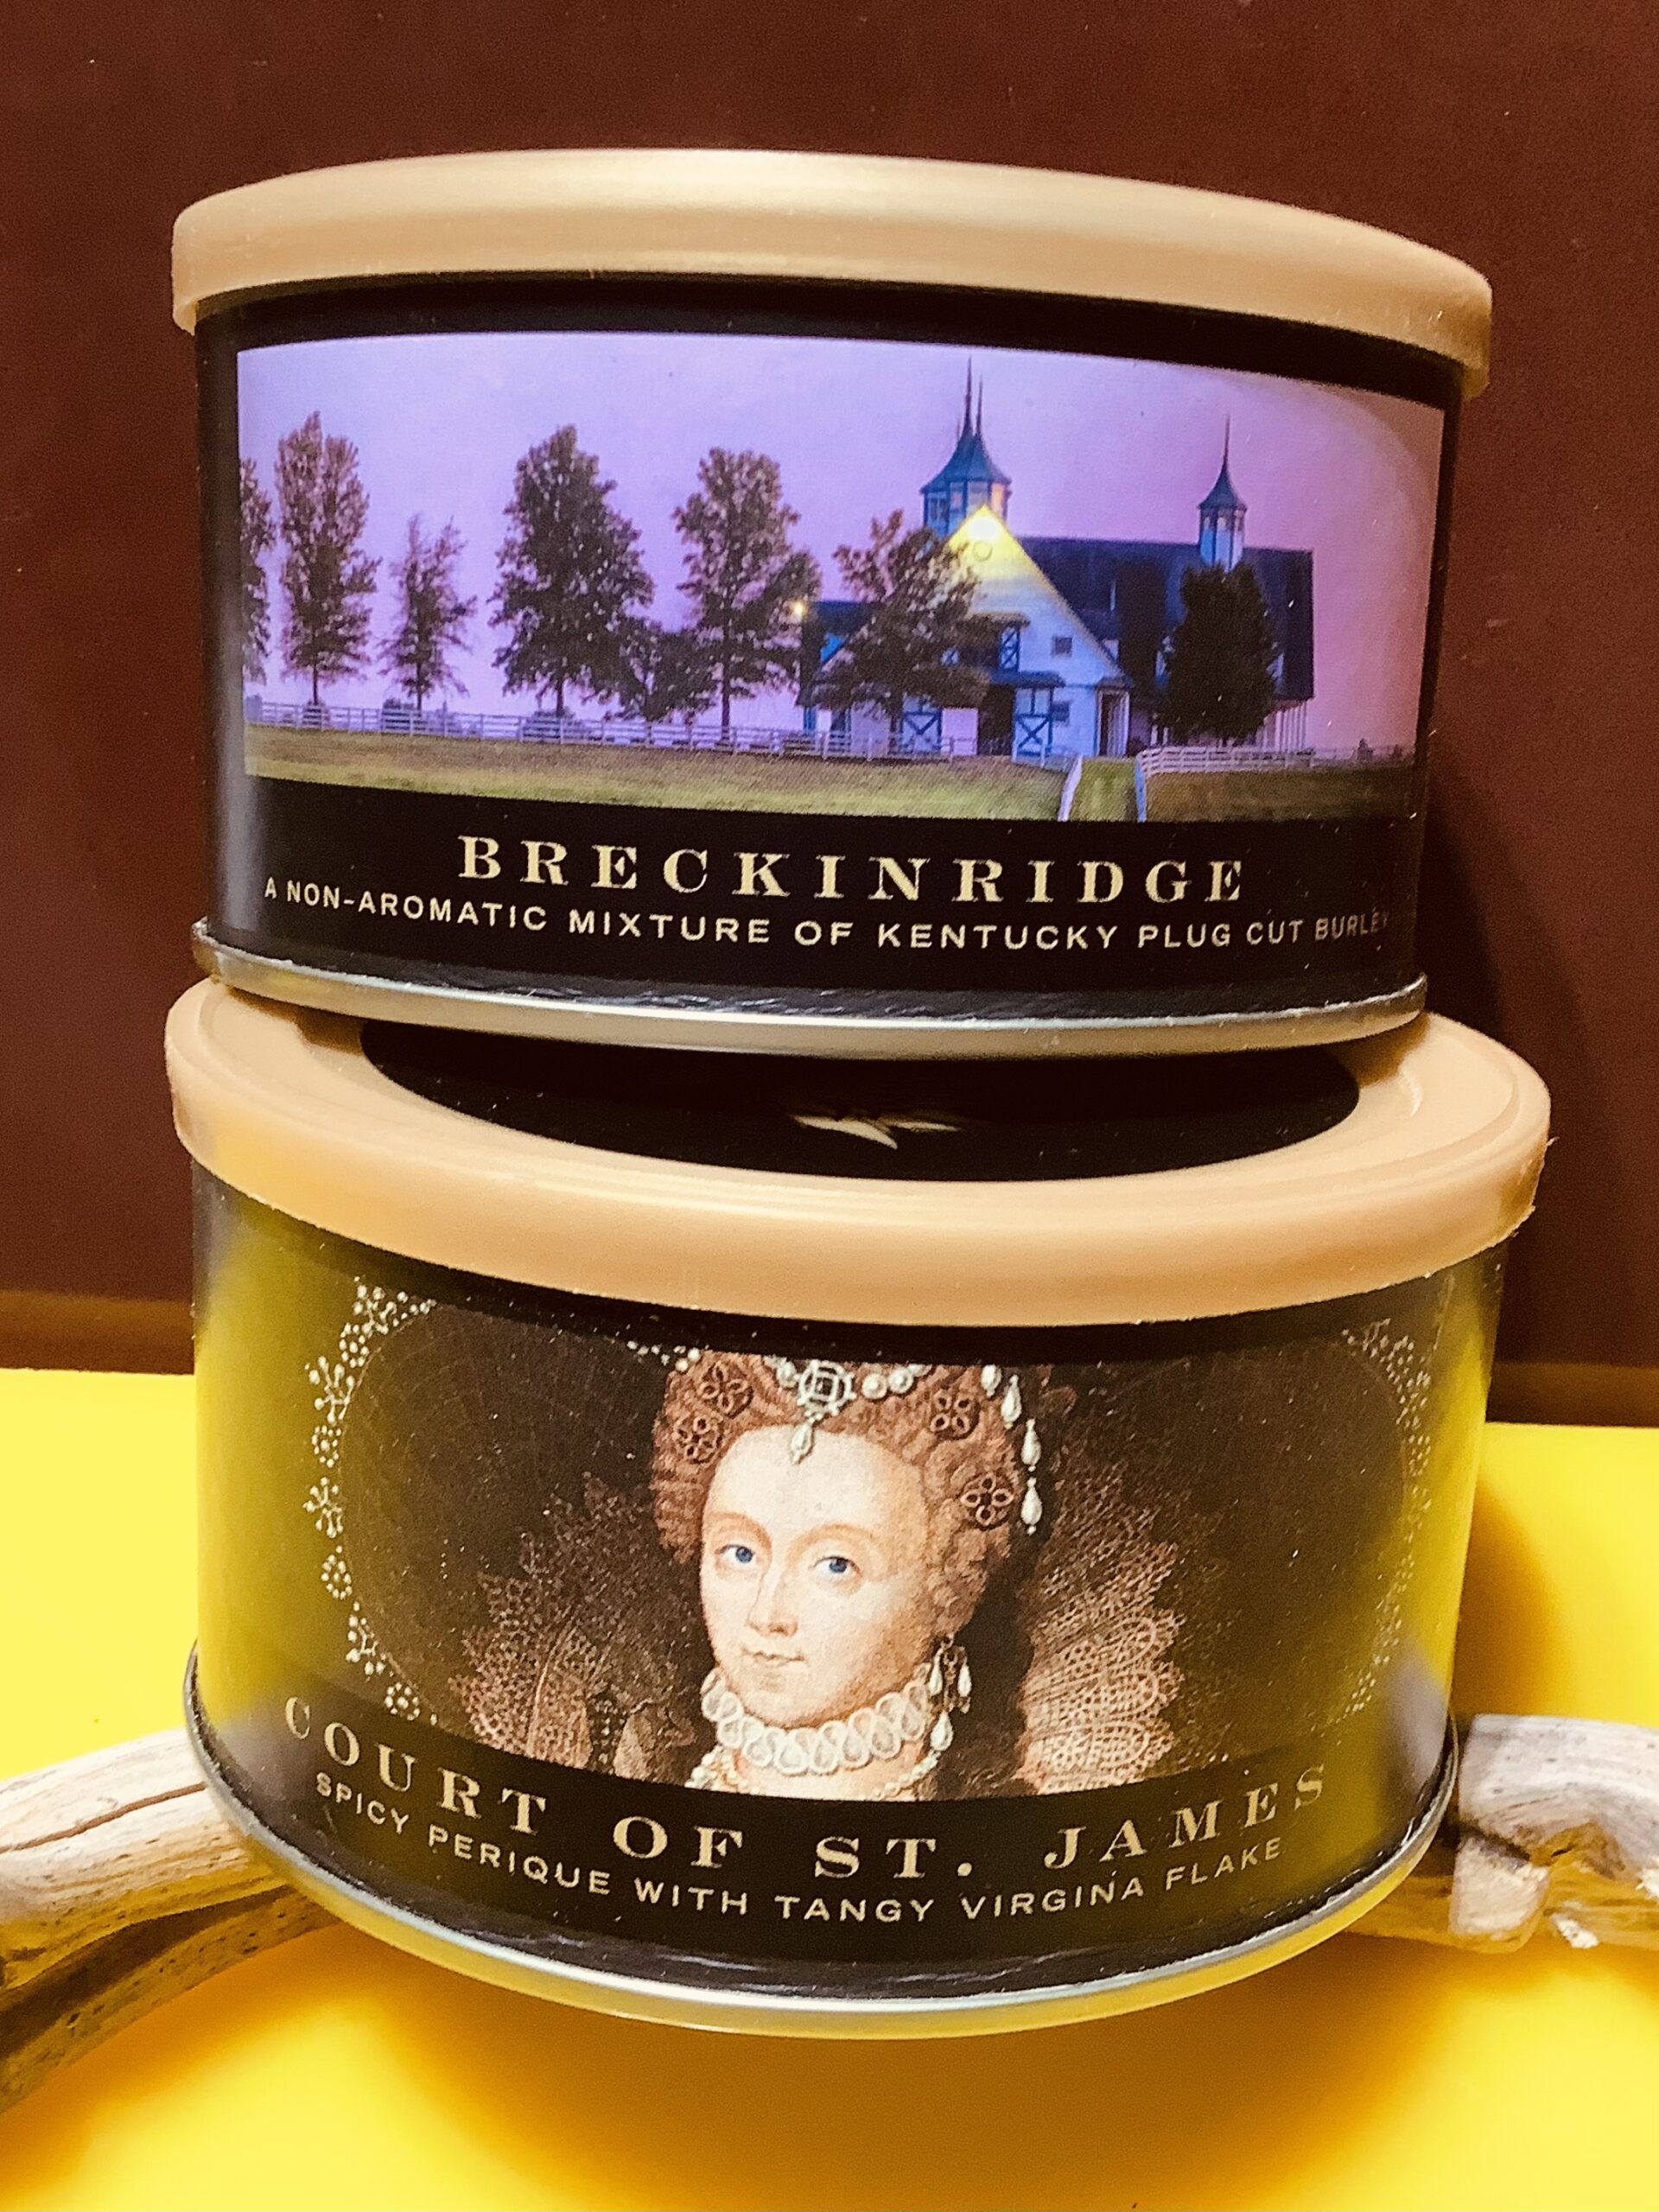 BRECKINRIDGE
A NON-AROMATIC MIXTURE OF KENTUCKY PLUG CUT BURLEY
COURT OF ST. JAMES
SPICY PERIQUE WITH TANGY VIRGINA FLAKE